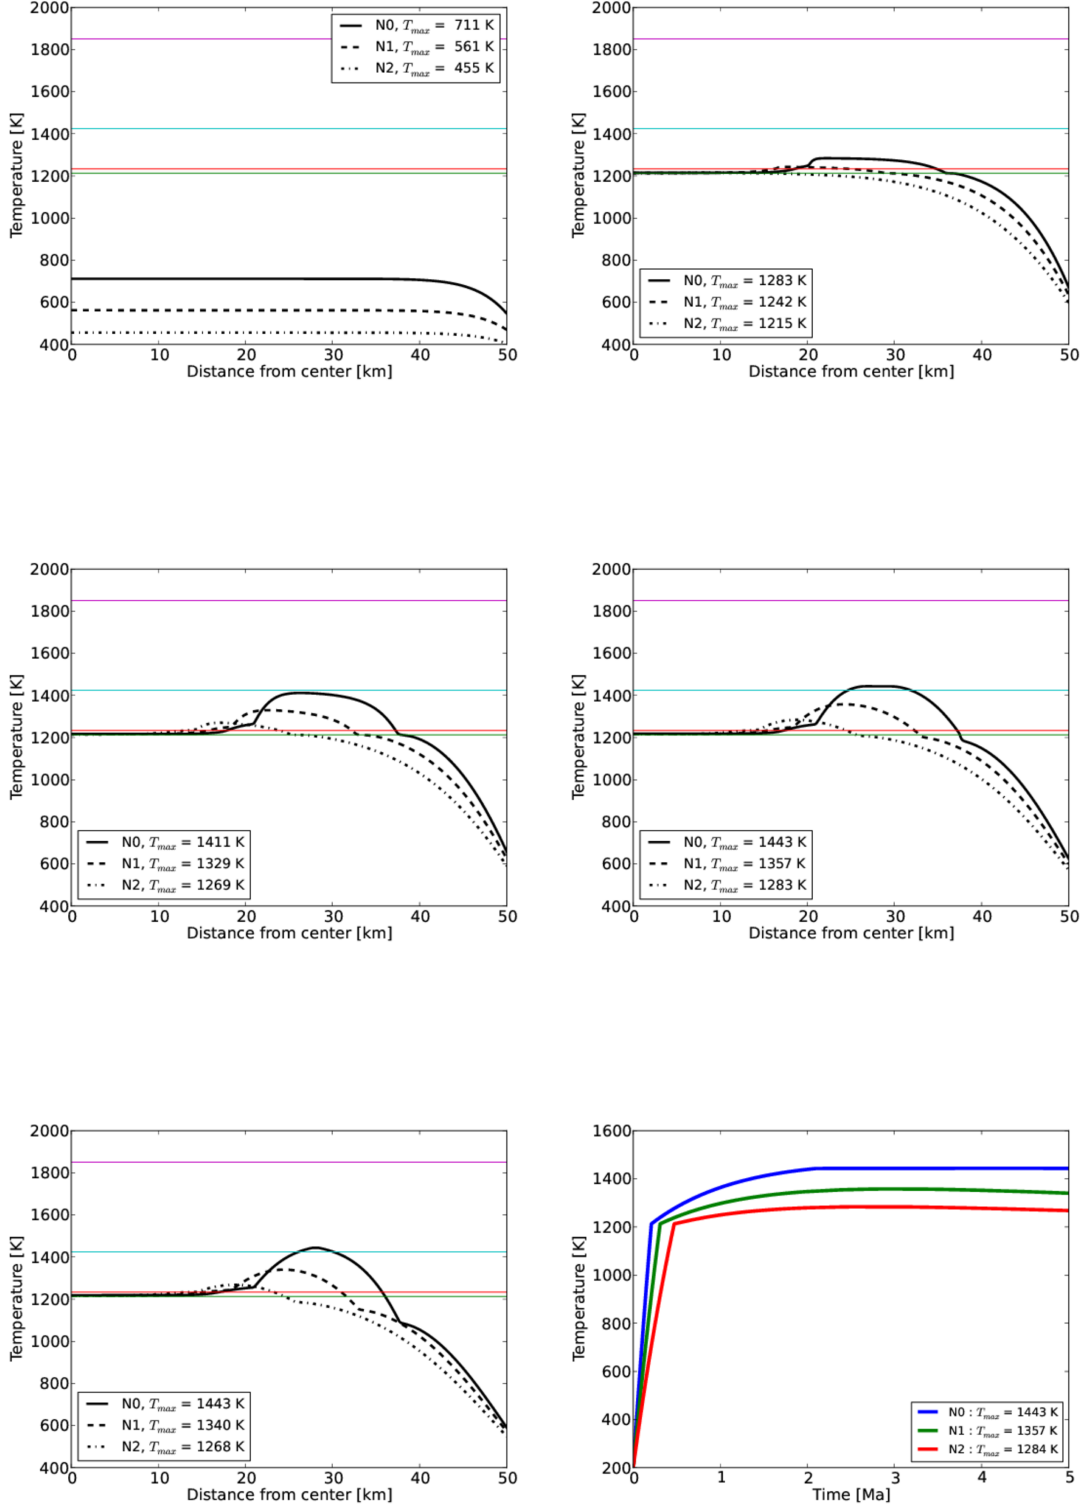 2000
1800
1600
1400
1200
1000
800
600
400
Temperature [K]
N0, Tmax = 711 K
N1, Tmax = 561 K
N2, Tmax = 455 K
0 10 20 30 40 50
Distance from center [km]
2000
1800
1600
1400
1200
1000
800
600
400
Temperature [K]
N0, Tmax = 1283 K
N1, Tmax = 1242 K
N2, Tmax = 1215 K
0 10 20 30 40 50
Distance from center [km]
2000
1800
1600
1400
1200
1000
800
600
400
Temperature [K]
N0, Tmax = 1411 K
N1, Tmax = 1329 K
N2, Tmax = 1269 K
0 10 20 30 40 50
Distance from center [km]
2000
1800
1600
1400
1200
1000
800
600
400
Temperature [K]
N0, Tmax = 1443 K
N1, Tmax = 1357 K
N2, Tmax = 1283 K
0 10 20 30 40 50
Distance from center [km]
2000
1800
1600
1400
1200
1000
800
600
400
Temperature [K]
N0, Tmax = 1443 K
N1, Tmax = 1340 K
N2, Tmax = 1268 K
0 10 20 30 40 50
Distance from center [km]
1600
1400
1200
1000
800
600
400
200
Temperature [K]
N0 : Tmax = 1443 K
N1 : Tmax = 1357 K
N2 : Tmax = 1284 K
0 1 2 3 4 5
Time [Ma]